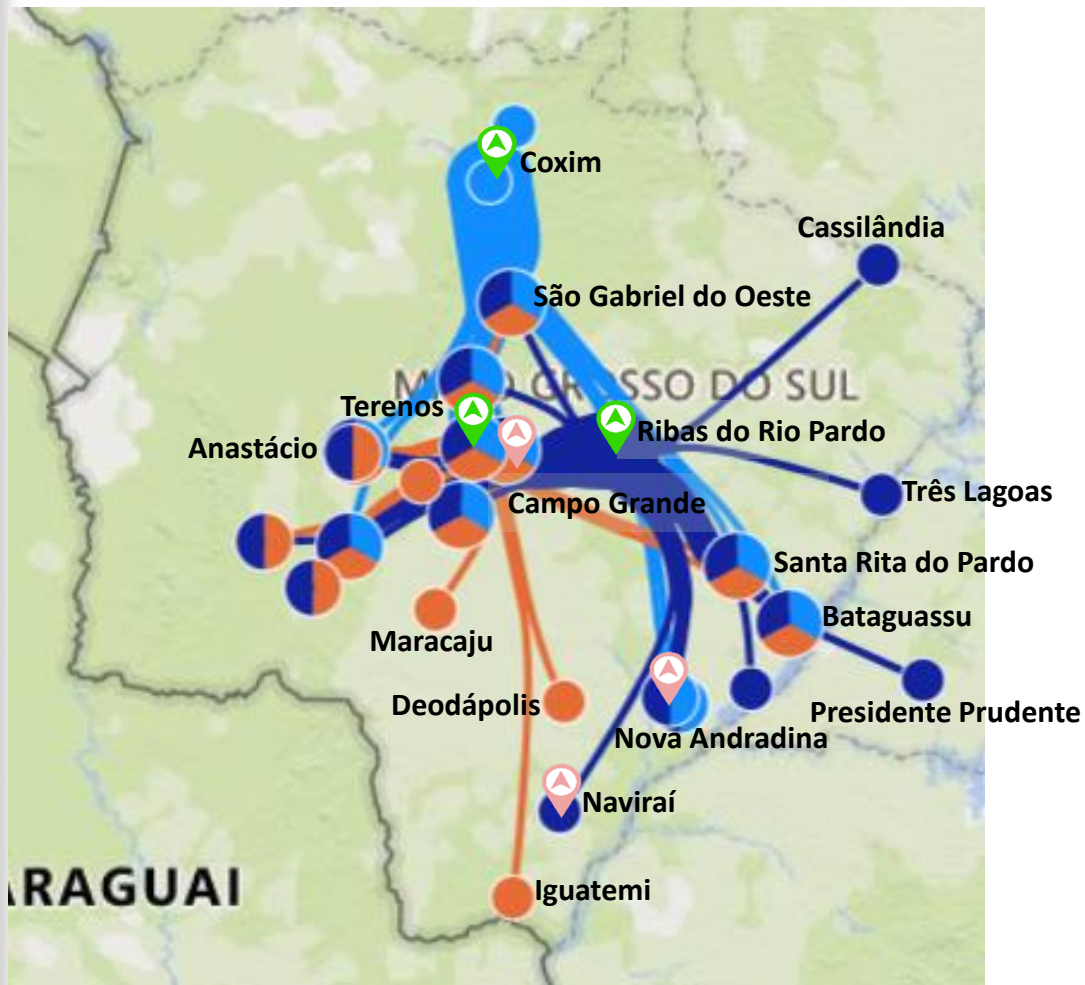 Coxim
Cassilândia
São Gabriel do Oeste
GROSSO DO SUL
Terenos
Ribas do Rio Pardo
Anastácio
Três Lagoas
Campo Grande
Santa Rita do Pardo
Bataguassu
Maracaju
Deodápolis
Presidente Prudente
Nova Andradina
Naviraí
ARAGUAI
Iguatemi